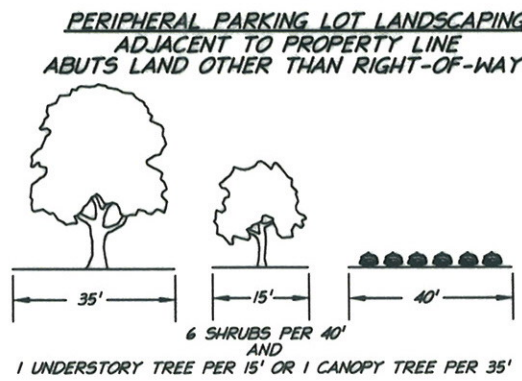 PERIPHERAL PARKING LOT LANDSCAPING
ADJACENT TO PROPERTY LINE
ABUTS LAND OTHER THAN RIGHT-OF-WAY
35' 15' 40'
6 SHRUBS PER 40'
AND
1 UNDERSTORY TREE PER 15' OR 1 CANOPY TREE PER 35'